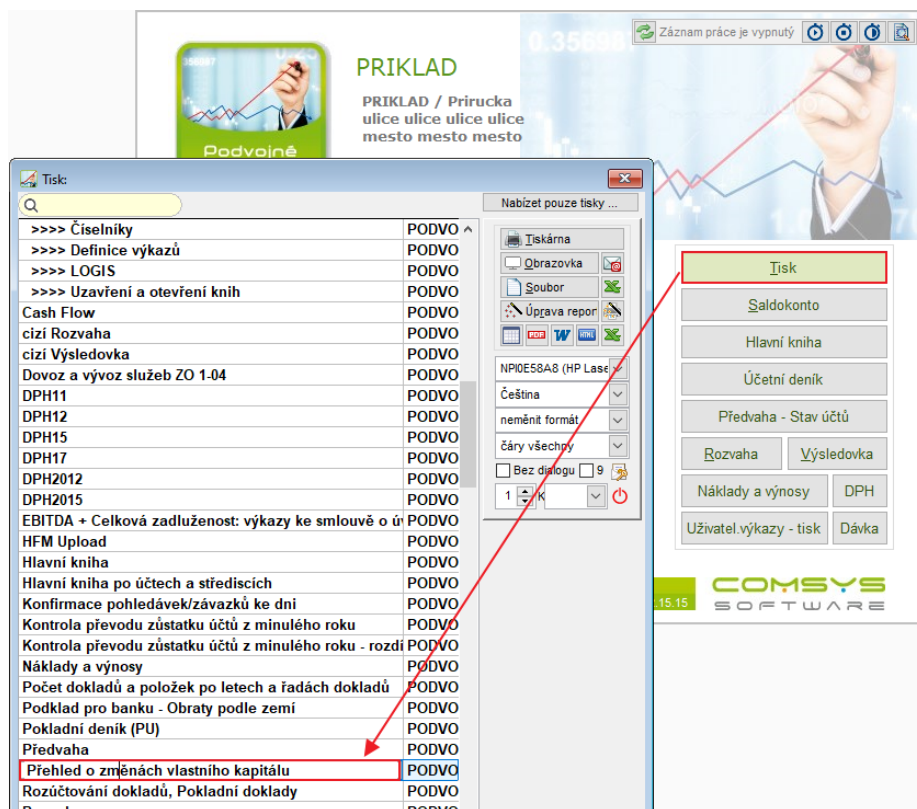 Záznam práce je vypnutý
PRIKLAD
PRIKLAD / Prirucka
ulice ulice ulice ulice
mesto mesto mesto
Podvojné
Tisk:
Nabízet pouze tisky ...
>>>> Číselníky PODVO
>>>> Definice výkazů PODVO
>>>> LOGIS PODVO
>>>> Uzavření a otevření knih PODVO
Cash Flow PODVO
cizí Rozvaha PODVO
cizí Výsledovka PODVO
Dovoz a vývoz služeb ZO 1-04 PODVO
DPH11 PODVO
DPH12 PODVO
DPH15 PODVO
DPH17 PODVO
DPH2012 PODVO
DPH2015 PODVO
EBITDA + Celková zadluženost: výkazy ke smlouvě o úv PODVO
HFM Upload PODVO
Hlavní kniha PODVO
Hlavní kniha po účtech a střediscích PODVO
Konfirmace pohledávek/závazků ke dni PODVO
Kontrola převodu zůstatku účtů z minulého roku PODVO
Kontrola převodu zůstatku účtů z minulého roku - rozdí PODVO
Náklady a výnosy PODVO
Počet dokladů a položek po letech a řadách dokladů PODVO
Podklad pro banku - Obraty podle zemí PODVO
Pokladní deník (PU) PODVO
Předvaha PODVO
Přehled o změnách vlastního kapitálu PODVO
Rozúčtování dokladů, Pokladní doklady PODVO
Tiskárna
Obrazovka
Soubor
Úprava repor
PDF W HTML
NPI0E58A8 (HP Lase
Čeština
neměnit formát
čáry všechny
Bez dialogu 9
1 K
Tisk
Saldokonto
Hlavní kniha
Účetní deník
Předvaha - Stav účtů
Rozvaha Výsledovka
Náklady a výnosy DPH
Uživatel.výkazy - tisk Dávka
.15.15
COMSYS
SOFTWARE